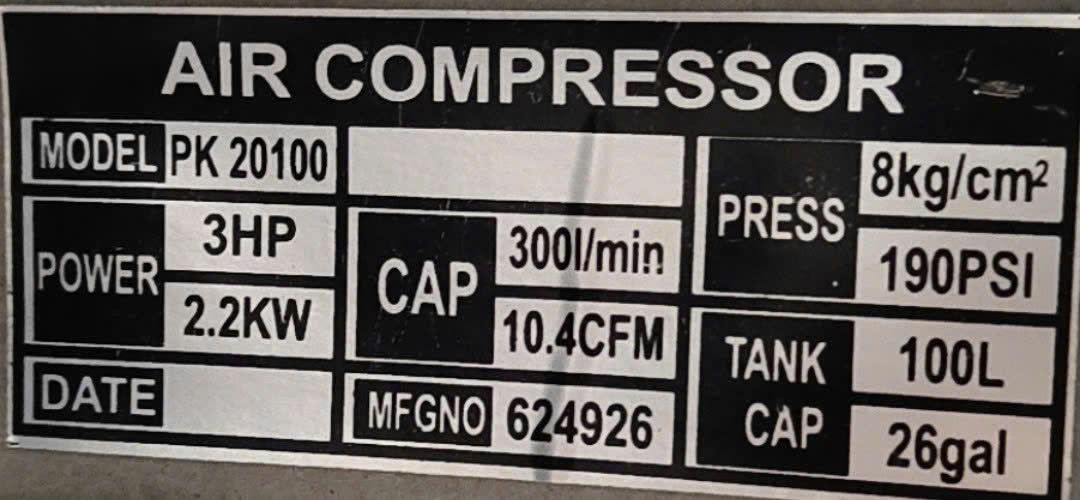 AIR COMPRESSOR
MODEL PK 20100
POWER 3HP
2.2KW
DATE
CAP 300l/min
10.4CFM
MFGNO 624926
PRESS 8kg/cm²
190PSI
TANK CAP 100L
26gal